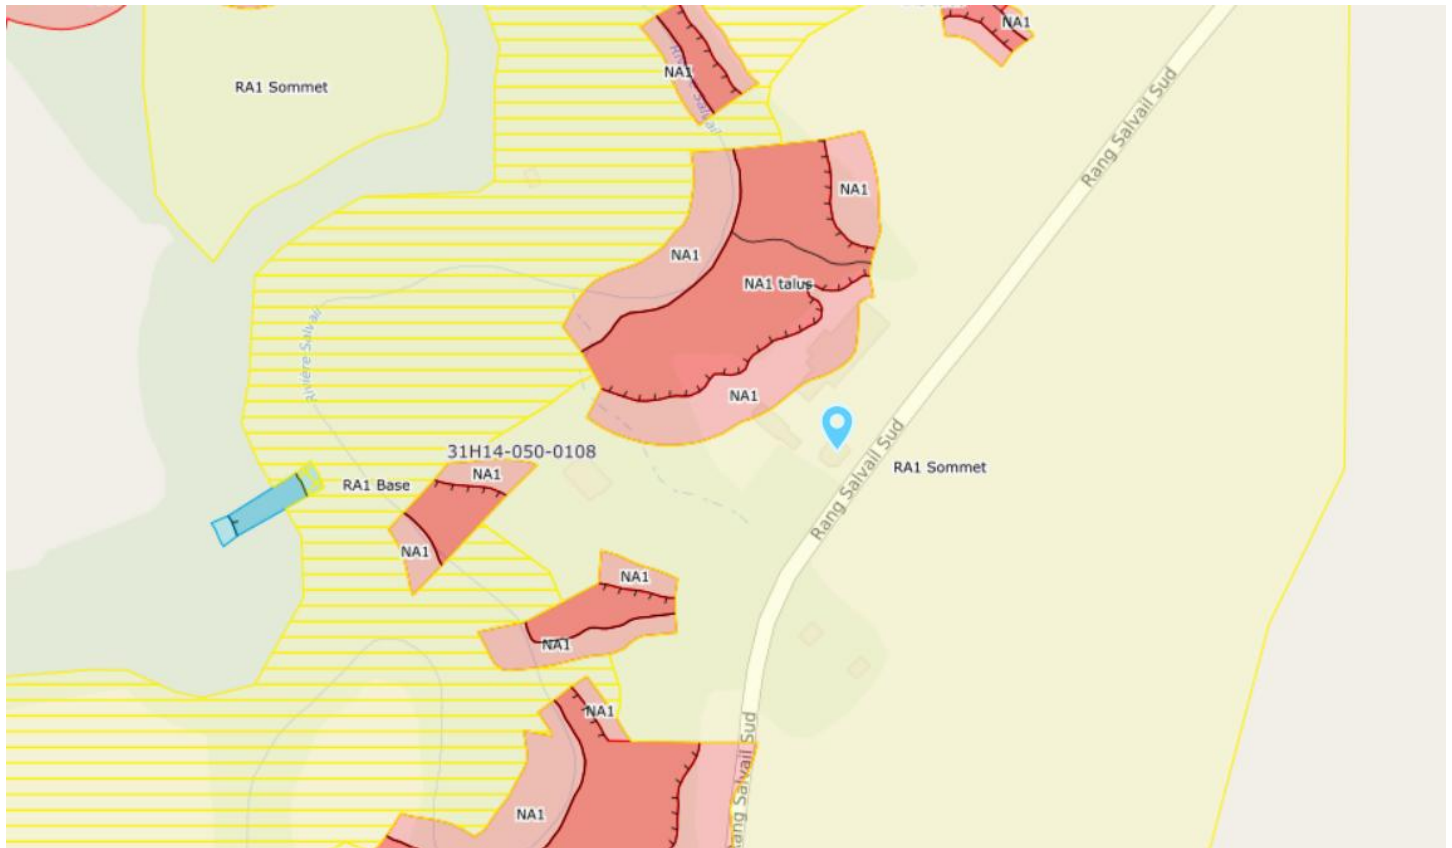 NA1
RA1 Sommet
NA1
Rivière Salvail
Rang Salvail Sud
NA1
NA1
NA1 talus
Rivière Salvail
NA1
31H14-050-0108
RA1 Sommet
NA1
RA1 Base
Rang Salvail Sud
NA1
NA1
NA1
NA1
Rang Salvail Sud
NA1